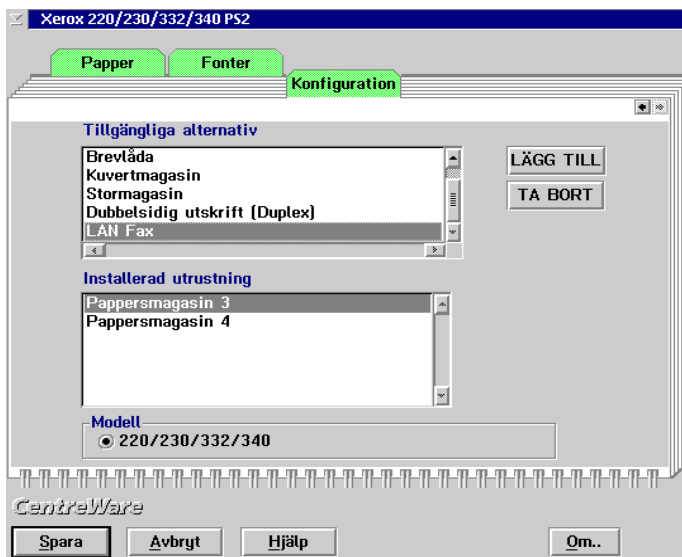 Xerox 220/230/332/340 PS2
Papper
Fonter
Konfiguration
Tillgängliga alternativ
Brevlåda
Kuvertmagasin
Stormagasin
Dubbelsidig utskrift (Duplex)
LAN Fax
LÄGG TILL
TA BORT
Installerad utrustning
Pappersmagasin 3
Pappersmagasin 4
Modell
220/230/332/340
CentreWare
Spara
Avbryt
Hjälp
Om..